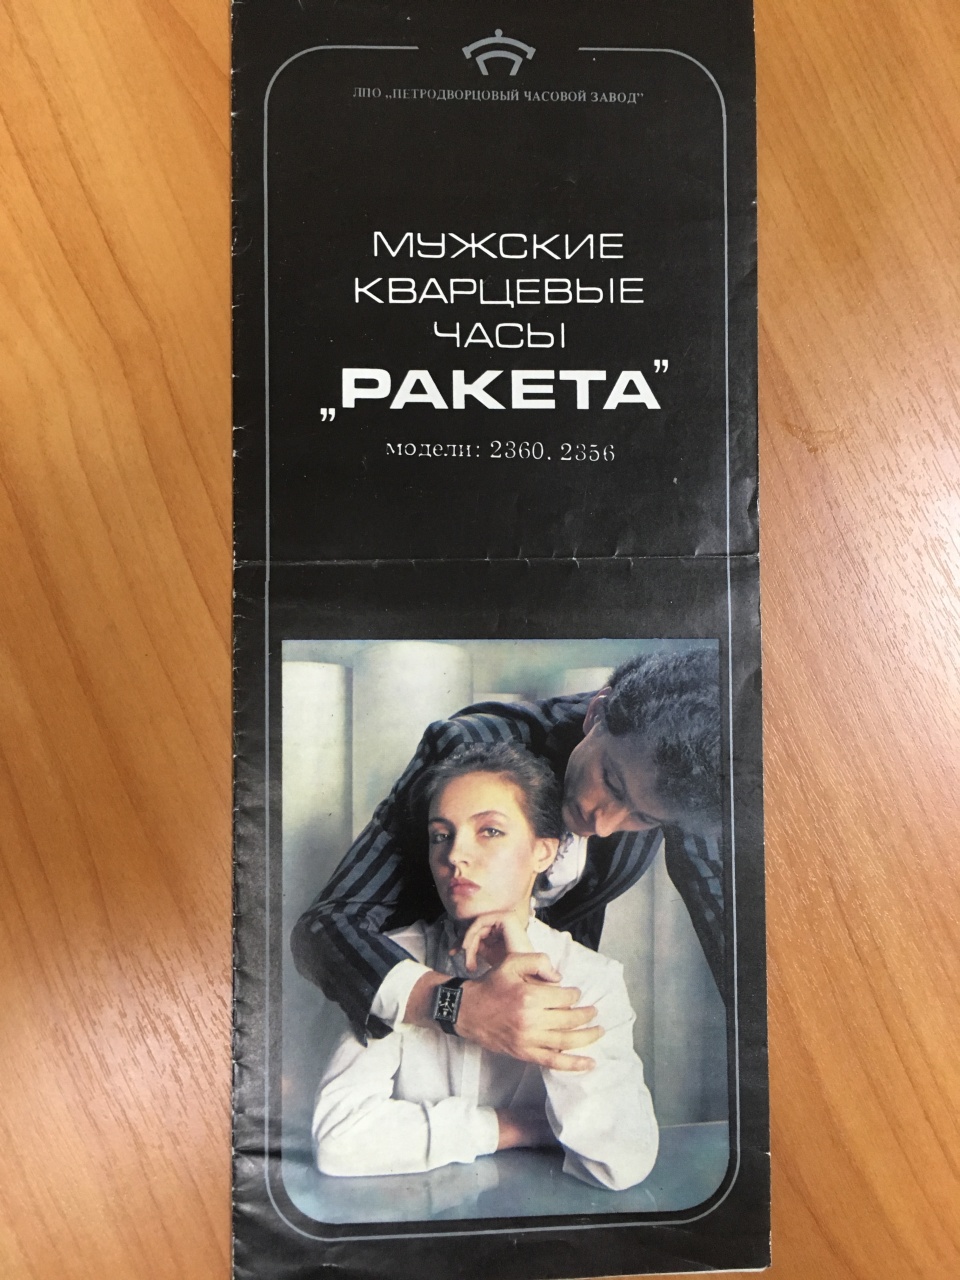 ЛПО „ПЕТРОДВОРЦОВЫЙ ЧАСОВОЙ ЗАВОД”
МУЖСКИЕ
КВАРЦЕВЫЕ
ЧАСЫ
„РАКЕТА”
модели: 2360, 2356